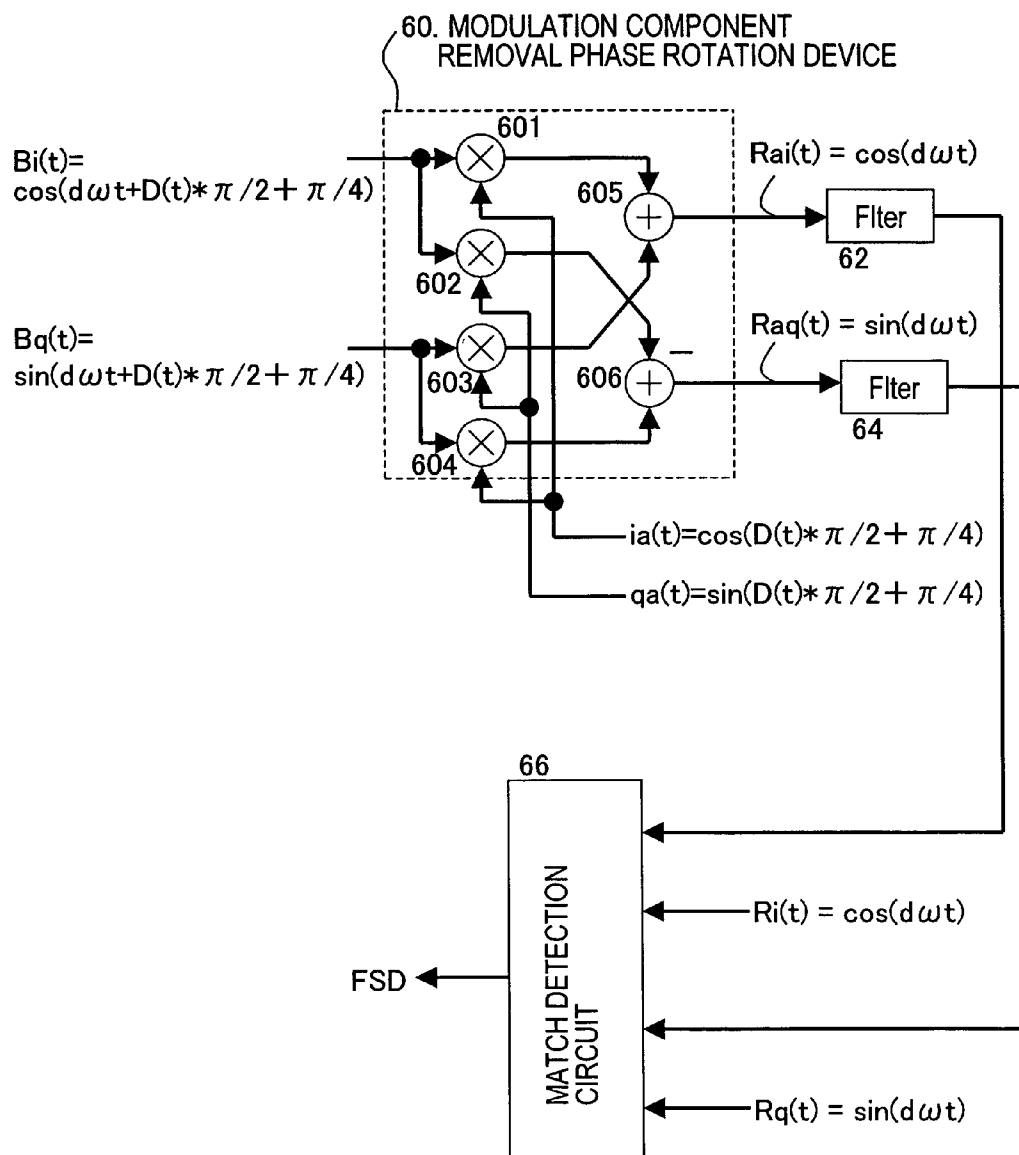 60. MODULATION COMPONENT
REMOVAL PHASE ROTATION DEVICE
601
Bi(t)=
cos(dωt+D(t)*π/2+π/4)
Rai(t) = cos(dωt)
605
+
Flter
62
602
Bq(t)=
sin(dωt+D(t)*π/2+π/4)
Raq(t) = sin(dωt)
603
606
−
+
Flter
64
604
ia(t)=cos(D(t)*π/2+π/4)
qa(t)=sin(D(t)*π/2+π/4)
66
MATCH DETECTION
CIRCUIT
Ri(t) = cos(dωt)
FSD
Rq(t) = sin(dωt)